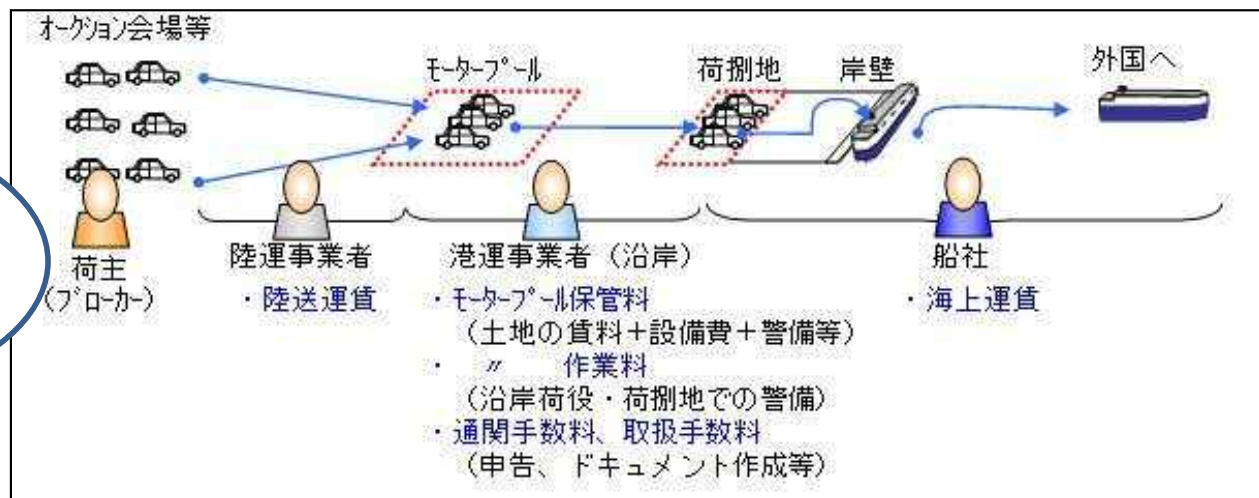 オークション会場等
モータープール
荷捌地
岸壁
外国へ
荷主
(ブローカー)
陸運事業者
・陸送運賃
港運事業者（沿岸）
・モータープール保管料
（土地の賃料＋設備費＋警備等）
・ 〃 作業料
（沿岸荷役・荷捌地での警備）
・通関手数料、取扱手数料
（申告、ドキュメント作成等）
船社
・海上運賃